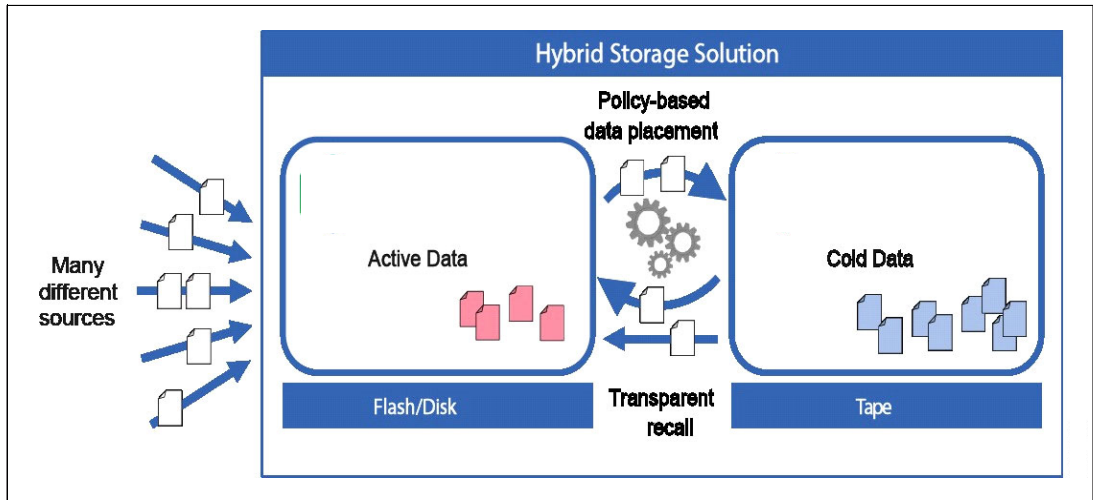 Hybrid Storage Solution
Policy-based
data placement
Many
different
sources
Active Data
Cold Data
Flash/Disk
Transparent
recall
Tape